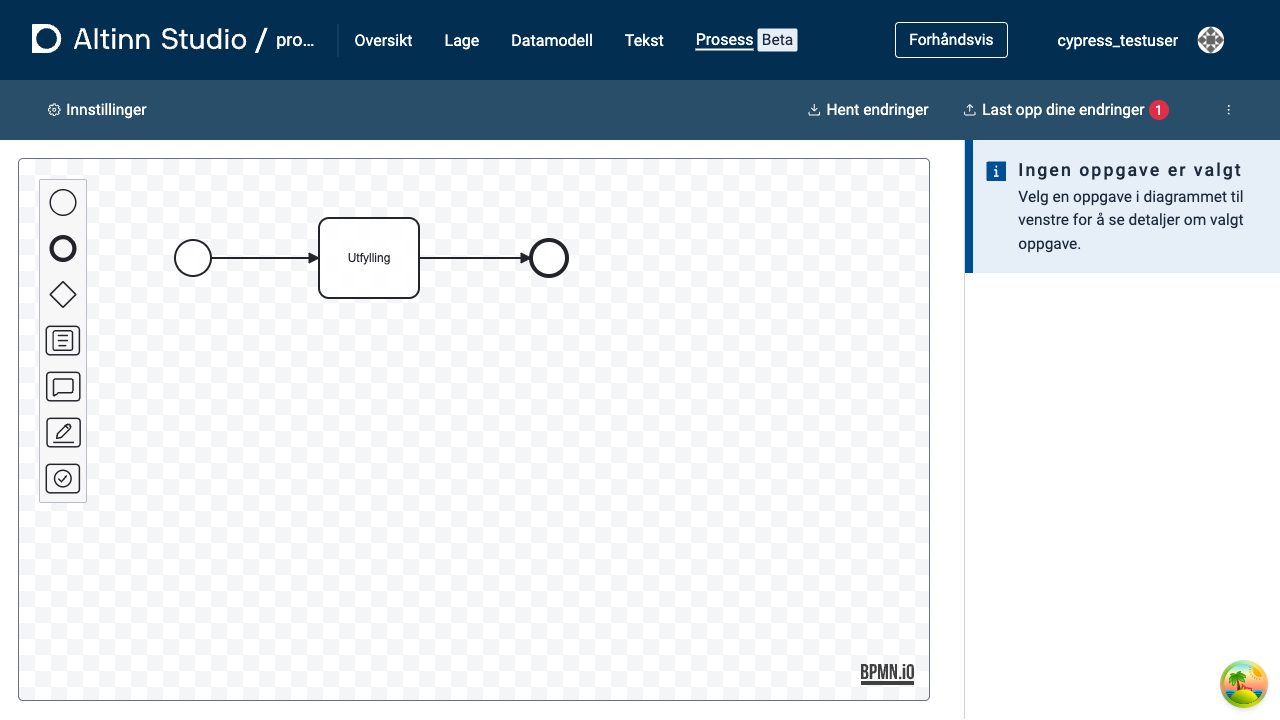 Altinn Studio / pro...
Oversikt
Lage
Datamodell
Tekst
Prosess Beta
Forhåndsvis
cypress_testuser
Innstillinger
Hent endringer
Last opp dine endringer 1
Utfylling
BPMN.iO
Ingen oppgave er valgt
Velg en oppgave i diagrammet til
venstre for å se detaljer om valgt
oppgave.